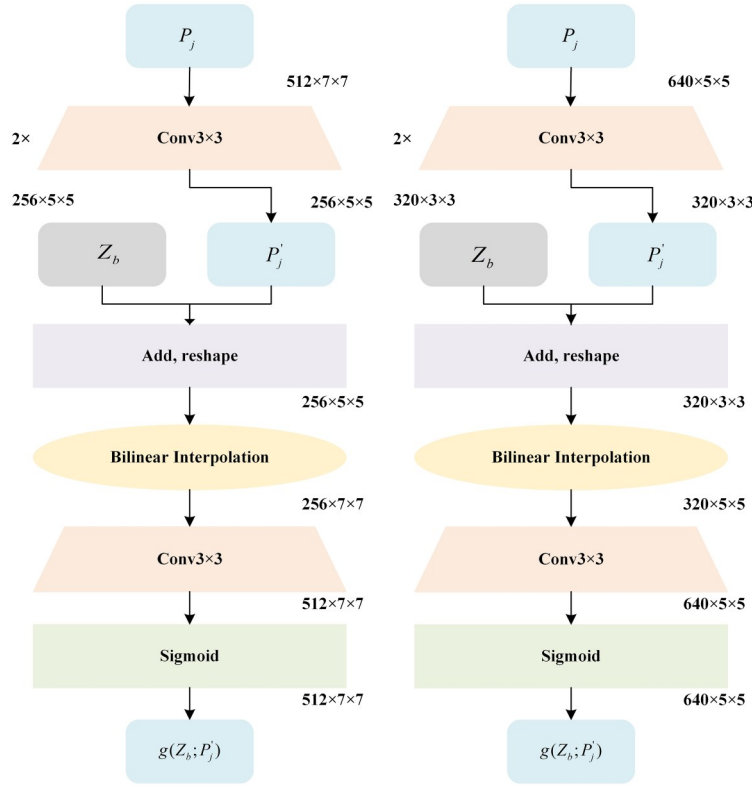 P_j
512×7×7
2×
Conv3×3
256×5×5
256×5×5
Z_b
P_j'
Add, reshape
256×5×5
Bilinear Interpolation
256×7×7
Conv3×3
512×7×7
Sigmoid
512×7×7
g(Z_b;P_j')
P_j
640×5×5
2×
Conv3×3
320×3×3
320×3×3
Z_b
P_j'
Add, reshape
320×3×3
Bilinear Interpolation
320×5×5
Conv3×3
640×5×5
Sigmoid
640×5×5
g(Z_b;P_j')